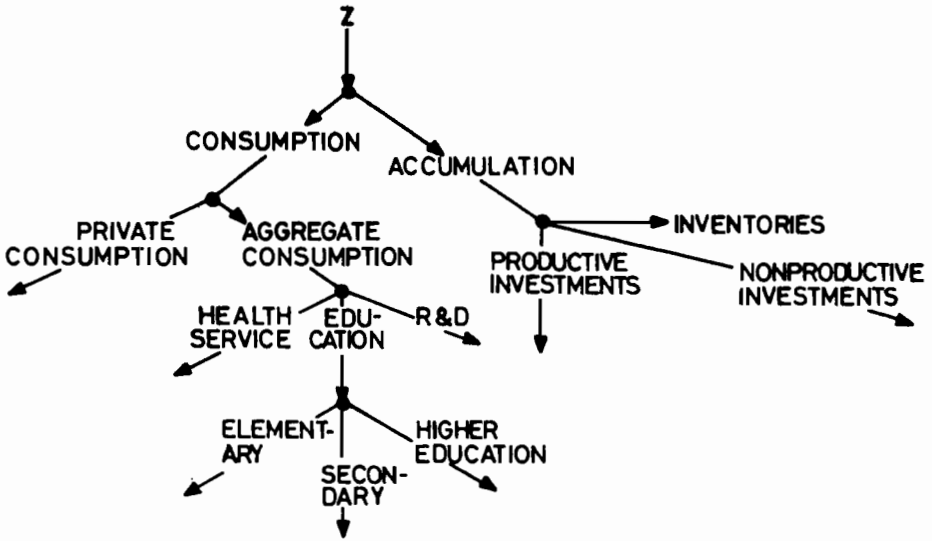 Z
CONSUMPTION
ACCUMULATION
PRIVATE
CONSUMPTION
AGGREGATE
CONSUMPTION
INVENTORIES
PRODUCTIVE
INVESTMENTS
NONPRODUCTIVE
INVESTMENTS
HEALTH
SERVICE
EDU-
CATION
R&D
ELEMENT-
ARY
SECON-
DARY
HIGHER
EDUCATION